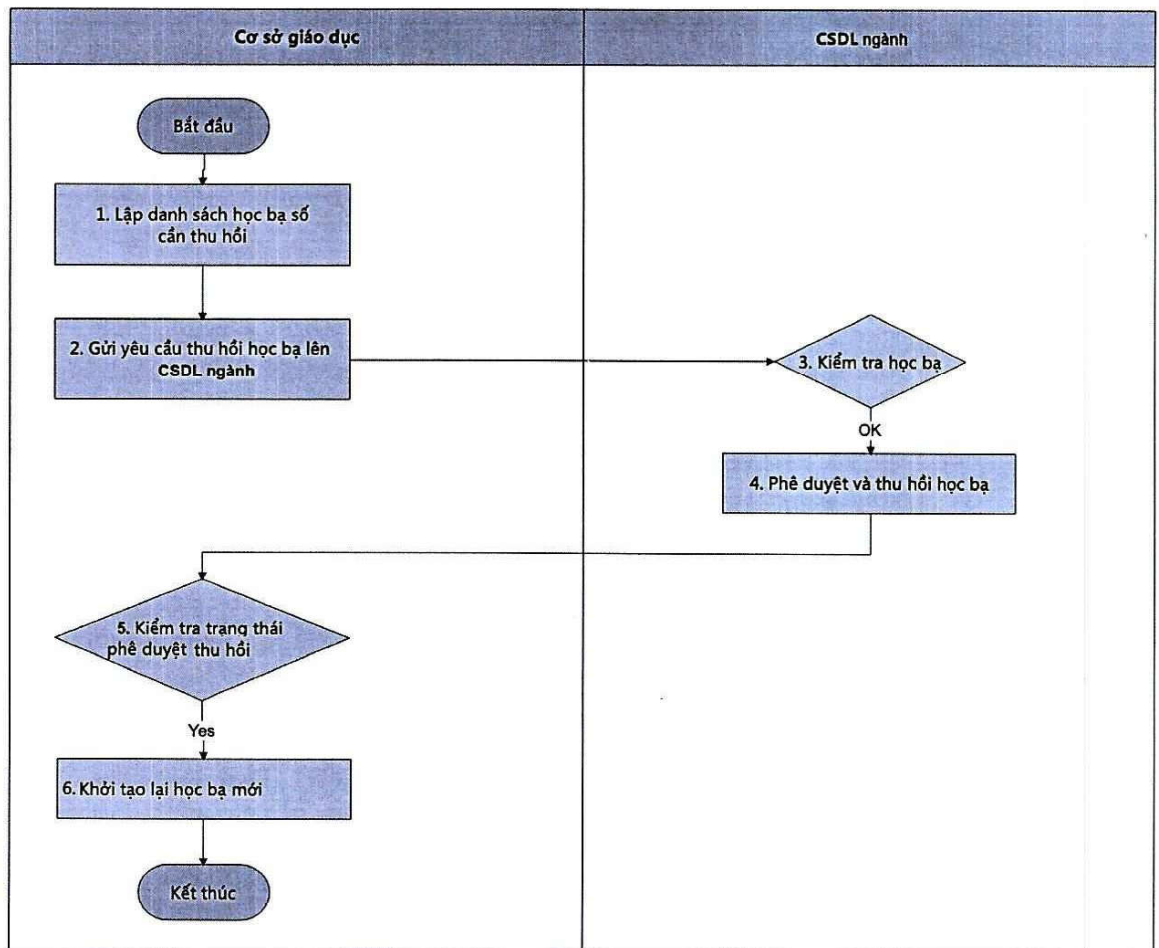 Cơ sở giáo dục
CSDL ngành
Bắt đầu
1. Lập danh sách học bạ số
cần thu hồi
2. Gửi yêu cầu thu hồi học bạ lên
CSDL ngành
3. Kiểm tra học bạ
OK
4. Phê duyệt và thu hồi học bạ
5. Kiểm tra trạng thái
phê duyệt thu hồi
Yes
6. Khởi tạo lại học bạ mới
Kết thúc